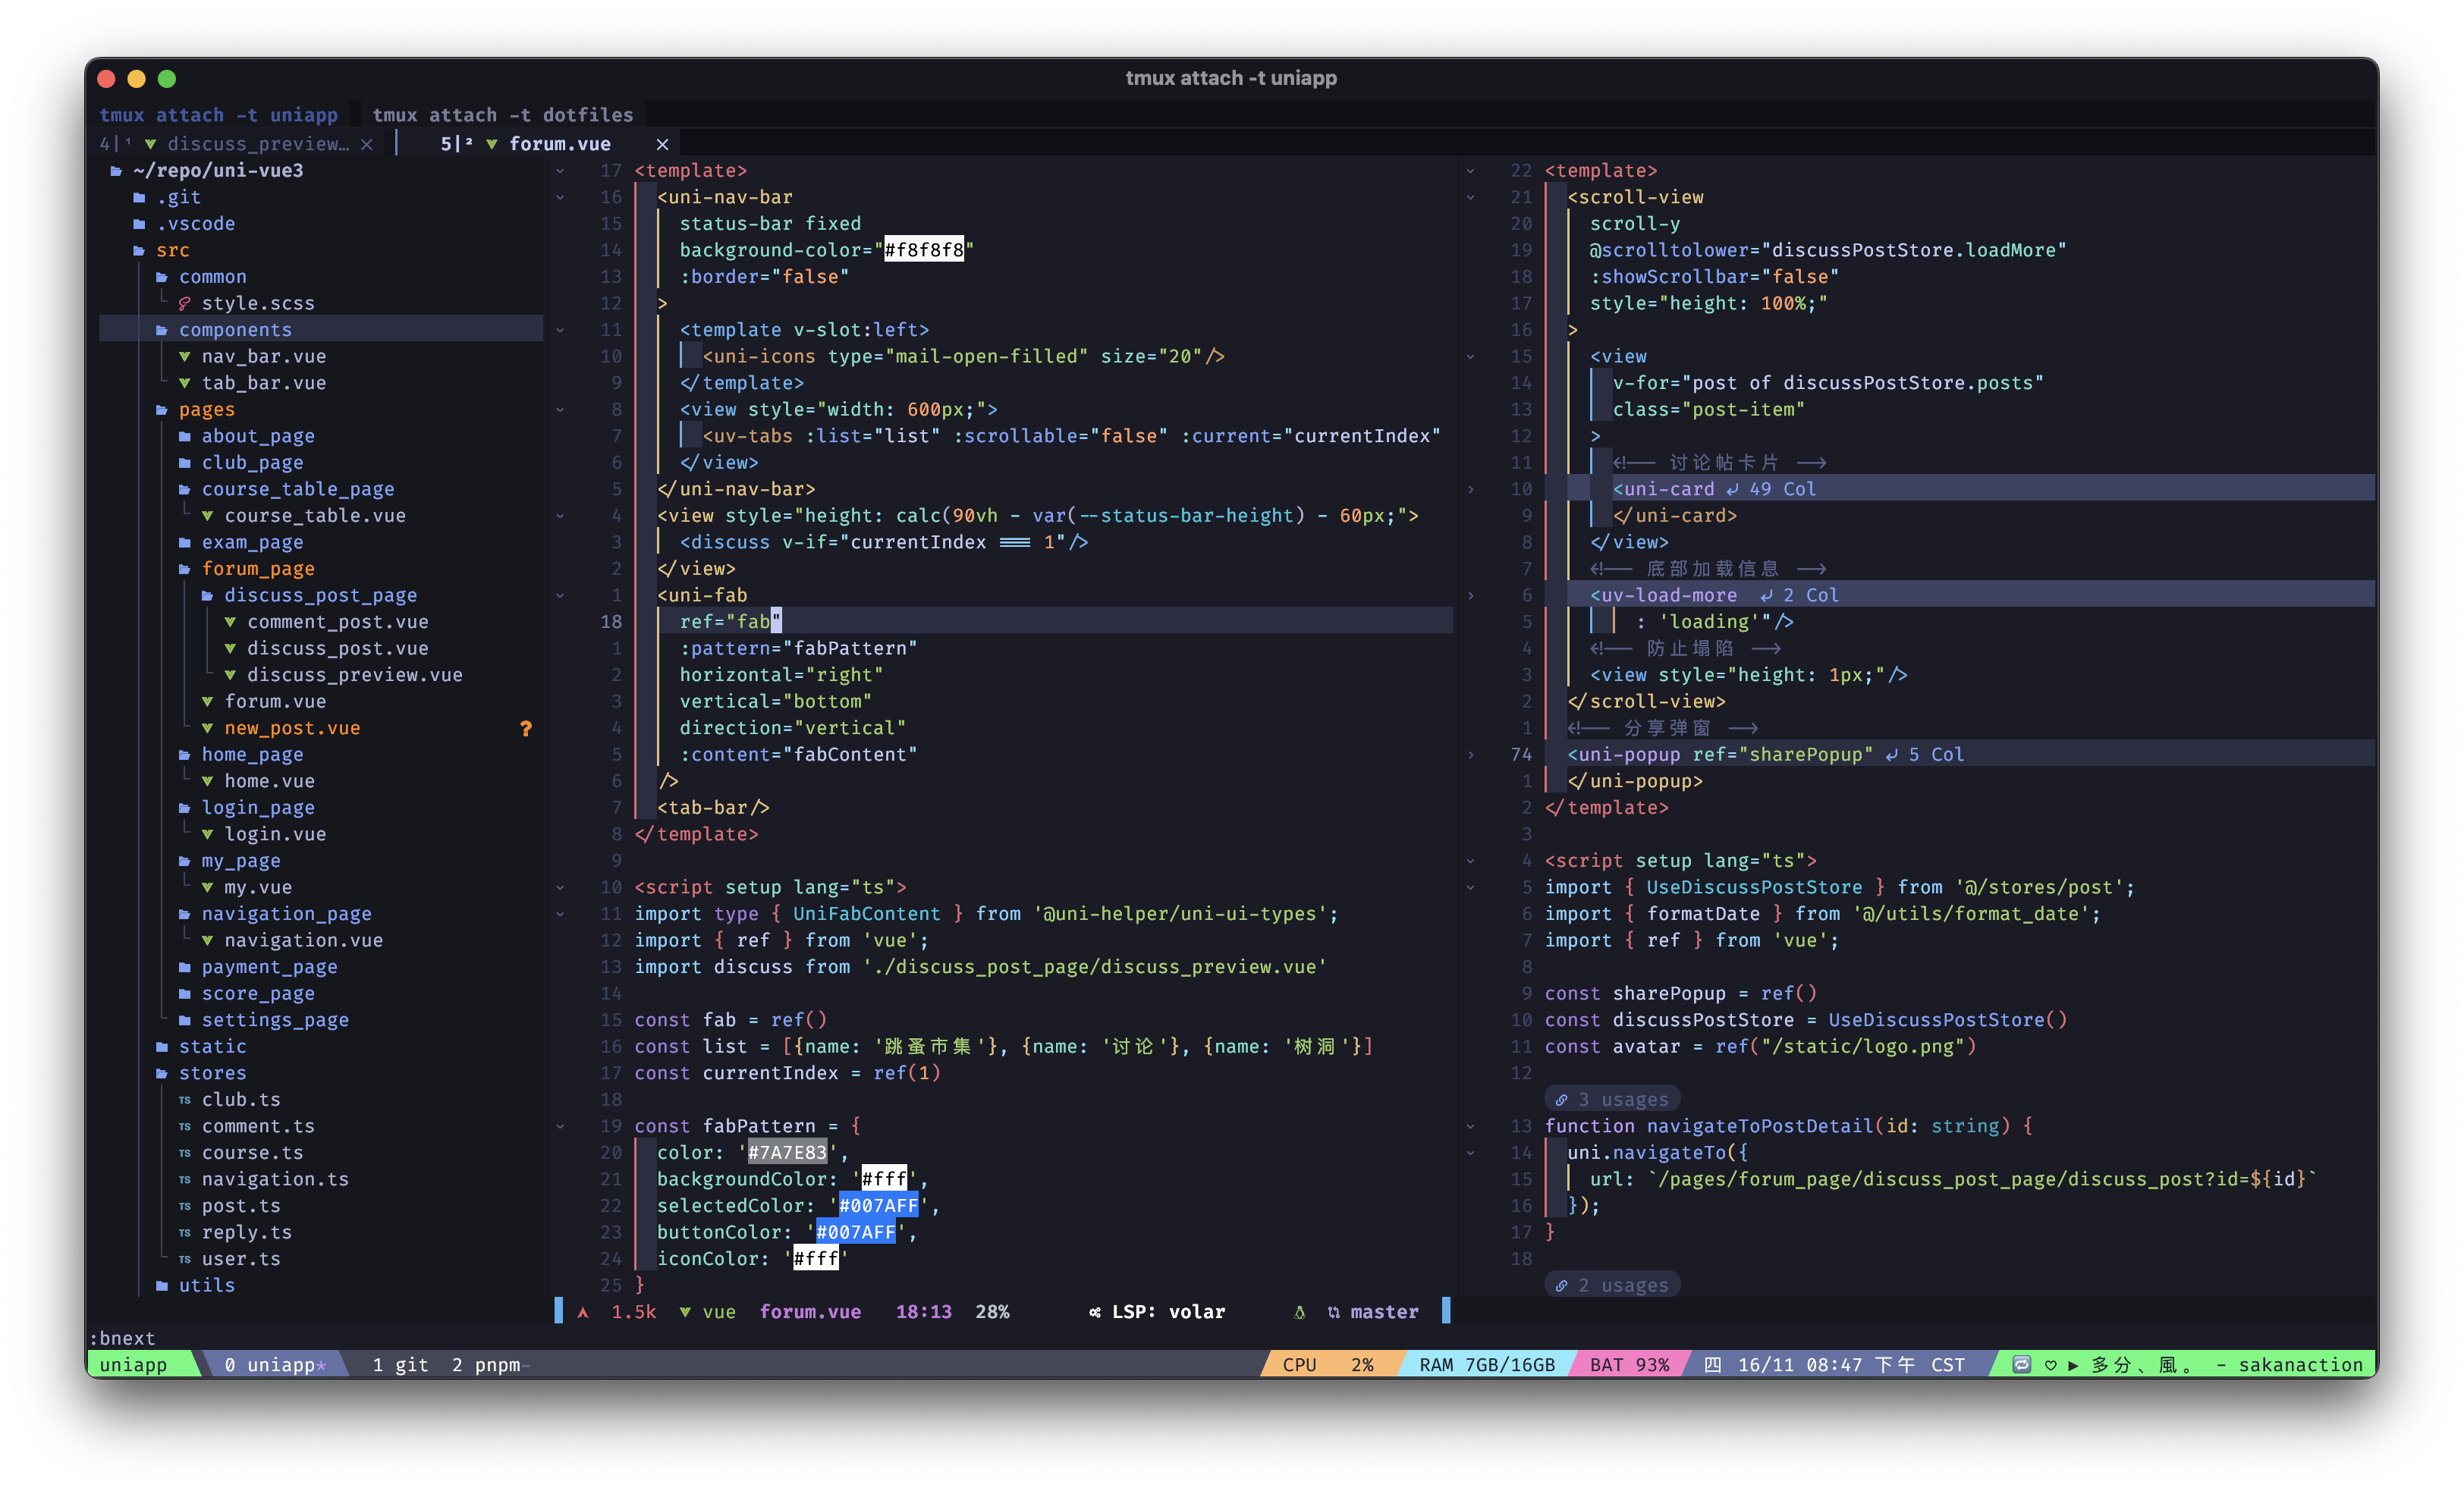 tmux attach -t uniapp
tmux attach -t uniapp tmux attach -t dotfiles
4|¹ discuss_preview… × 5|² forum.vue ×
~/repo/uni-vue3
.git
.vscode
src
common
style.scss
components
nav_bar.vue
tab_bar.vue
pages
about_page
club_page
course_table_page
course_table.vue
exam_page
forum_page
discuss_post_page
comment_post.vue
discuss_post.vue
discuss_preview.vue
forum.vue
new_post.vue ?
home_page
home.vue
login_page
login.vue
my_page
my.vue
navigation_page
navigation.vue
payment_page
score_page
settings_page
static
stores
TS club.ts
TS comment.ts
TS course.ts
TS navigation.ts
TS post.ts
TS reply.ts
TS user.ts
utils
17 <template>
16 <uni-nav-bar
15 status-bar fixed
14 background-color="#f8f8f8"
13 :border="false"
12 >
11 <template v-slot:left>
10 <uni-icons type="mail-open-filled" size="20"/>
9 </template>
8 <view style="width: 600px;">
7 <uv-tabs :list="list" :scrollable="false" :current="currentIndex"
6 </view>
5 </uni-nav-bar>
4 <view style="height: calc(90vh - var(--status-bar-height) - 60px;">
3 <discuss v-if="currentIndex === 1"/>
2 </view>
1 <uni-fab
18 ref="fab"
1 :pattern="fabPattern"
2 horizontal="right"
3 vertical="bottom"
4 direction="vertical"
5 :content="fabContent"
6 />
7 <tab-bar/>
8 </template>
9
10 <script setup lang="ts">
11 import type { UniFabContent } from '@uni-helper/uni-ui-types';
12 import { ref } from 'vue';
13 import discuss from './discuss_post_page/discuss_preview.vue'
14
15 const fab = ref()
16 const list = [{name: '跳蚤市集'}, {name: '讨论'}, {name: '树洞'}]
17 const currentIndex = ref(1)
18
19 const fabPattern = {
20 color: '#7A7E83',
21 backgroundColor: '#fff',
22 selectedColor: '#007AFF',
23 buttonColor: '#007AFF',
24 iconColor: '#fff'
25 }
22 <template>
21 <scroll-view
20 scroll-y
19 @scrolltolower="discussPostStore.loadMore"
18 :showScrollbar="false"
17 style="height: 100%;"
16 >
15 <view
14 v-for="post of discussPostStore.posts"
13 class="post-item"
12 >
11 <!-- 讨论帖卡片 -->
10 <uni-card ⤶ 49 Col
9 </uni-card>
8 </view>
7 <!-- 底部加载信息 -->
6 <uv-load-more ⤶ 2 Col
5 : 'loading'"/>
4 <!-- 防止塌陷 -->
3 <view style="height: 1px;"/>
2 </scroll-view>
1 <!-- 分享弹窗 -->
74 <uni-popup ref="sharePopup" ⤶ 5 Col
1 </uni-popup>
2 </template>
3
4 <script setup lang="ts">
5 import { UseDiscussPostStore } from '@/stores/post';
6 import { formatDate } from '@/utils/format_date';
7 import { ref } from 'vue';
8
9 const sharePopup = ref()
10 const discussPostStore = UseDiscussPostStore()
11 const avatar = ref("/static/logo.png")
12
3 usages
13 function navigateToPostDetail(id: string) {
14 uni.navigateTo({
15 url: `/pages/forum_page/discuss_post_page/discuss_post?id=${id}`
16 });
17 }
18
2 usages
1.5k vue forum.vue 18:13 28% LSP: volar master
:bnext
uniapp 0 uniapp* 1 git 2 pnpm- CPU 2% RAM 7GB/16GB BAT 93% 四 16/11 08:47 下午 CST 🔁 ♡ ▶ 多分、風。 - sakanaction